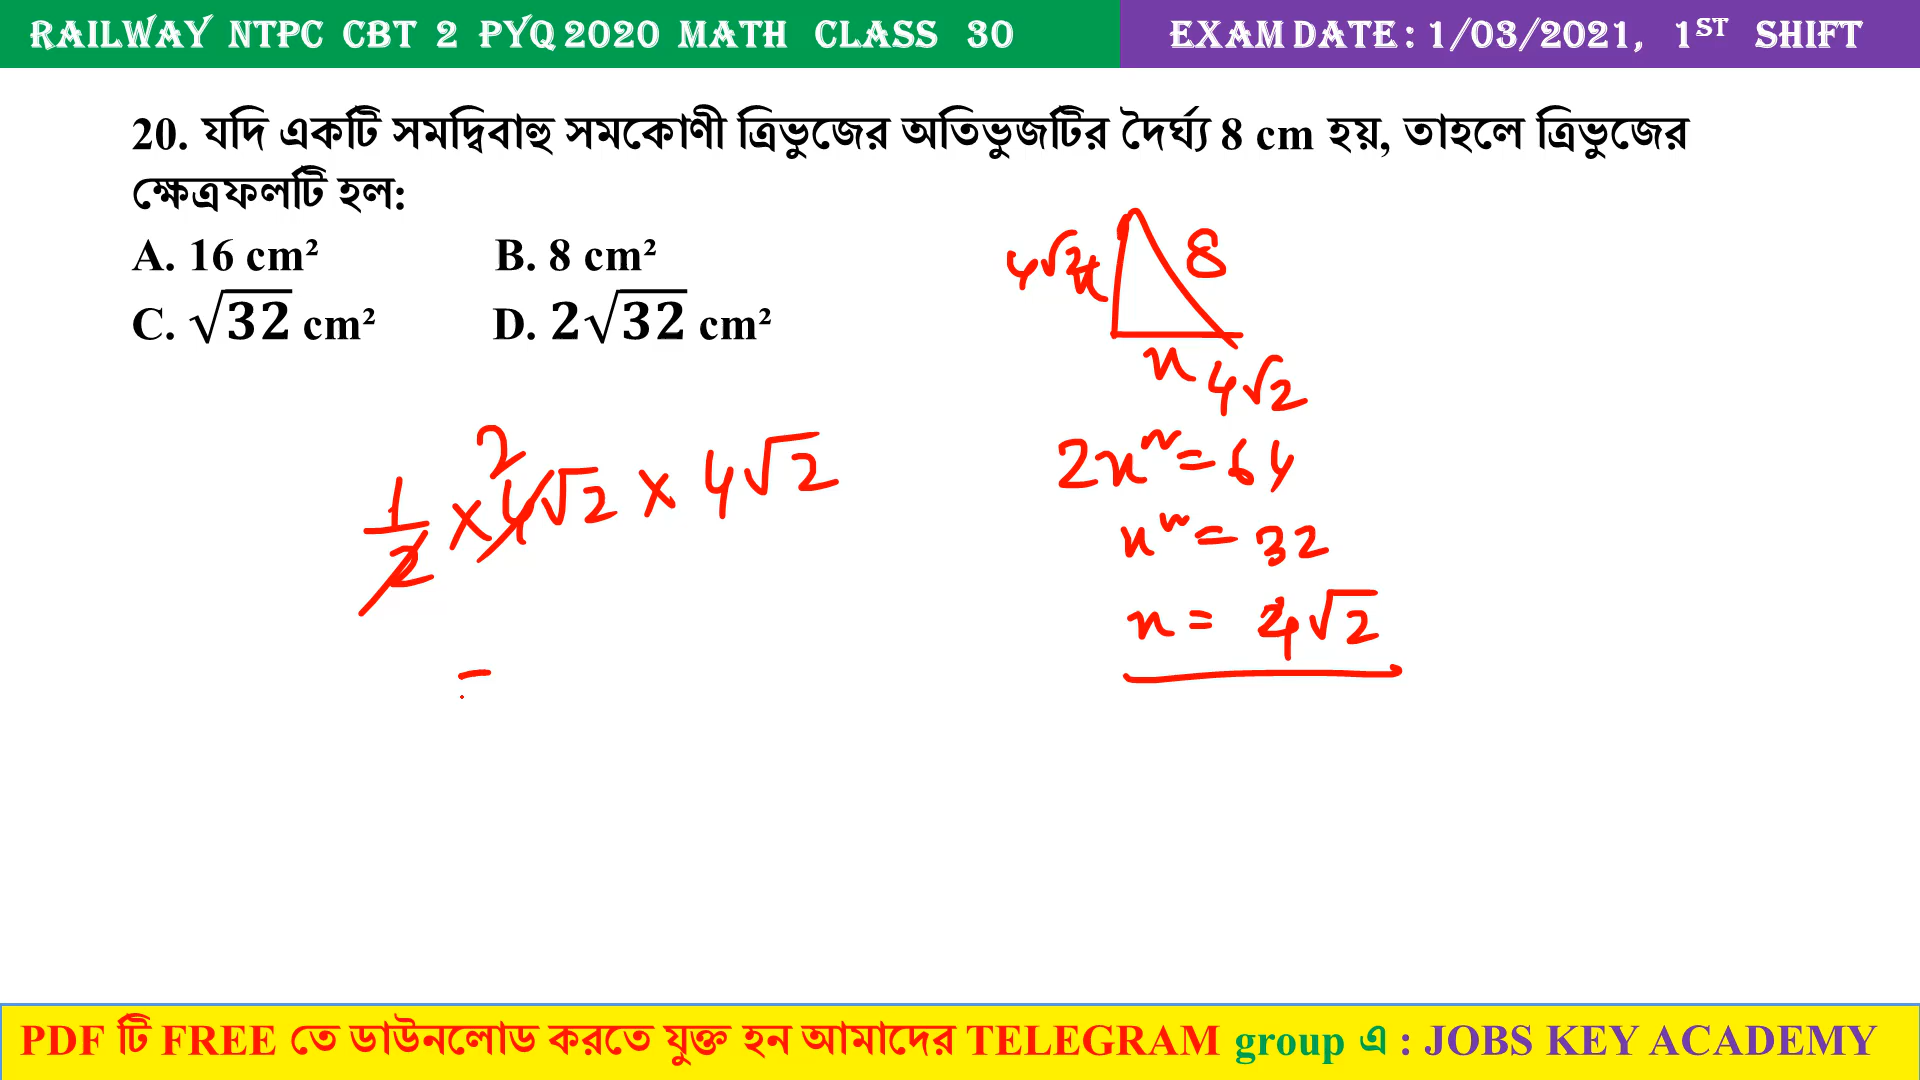 RAILWAY NTPC CBT 2 PYQ 2020 MATH CLASS 30
EXAM DATE : 1/03/2021, 1ST SHIFT
20. যদি একটি সমদ্বিবাহু সমকোণী ত্রিভুজের অতিভুজটির দৈর্ঘ্য 8 cm হয়, তাহলে ত্রিভুজের
ক্ষেত্রফলটি হল:
A. 16 cm² B. 8 cm²
C. √32 cm² D. 2√32 cm²
4√2 x 8
x 4√2
2x² = 64
x² = 32
x = 4√2
1/2 × 4√2 × 4√2
2
=
PDF টি FREE তে ডাউনলোড করতে যুক্ত হন আমাদের TELEGRAM group এ : JOBS KEY ACADEMY